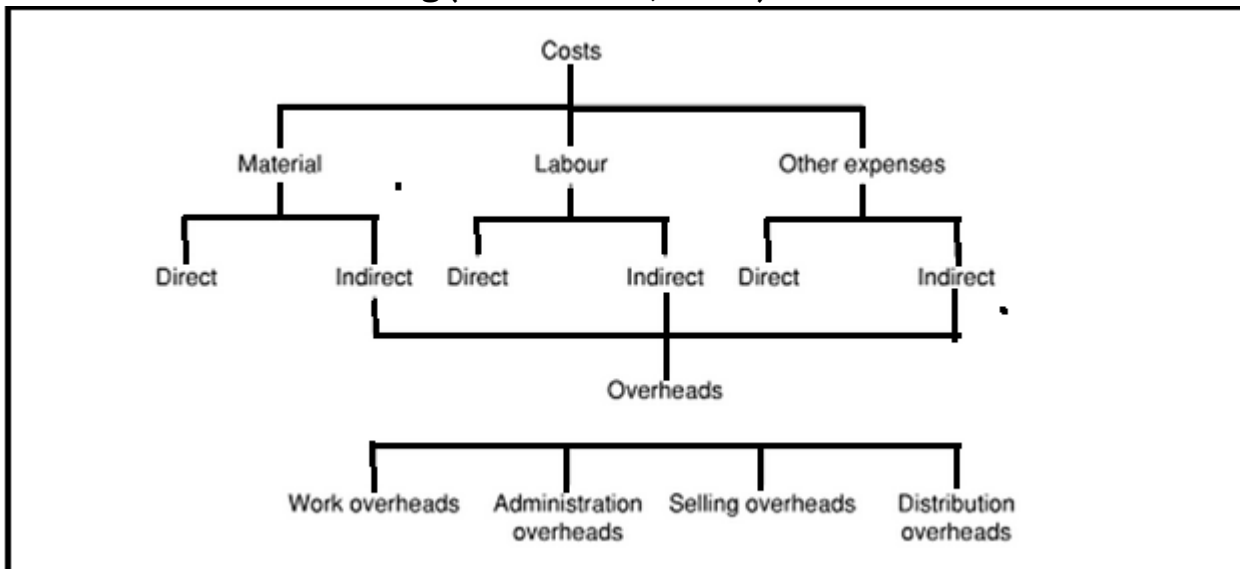 Costs
Material Labour Other expenses
Direct Indirect Direct Indirect Direct Indirect
Overheads
Work overheads Administration overheads Selling overheads Distribution overheads